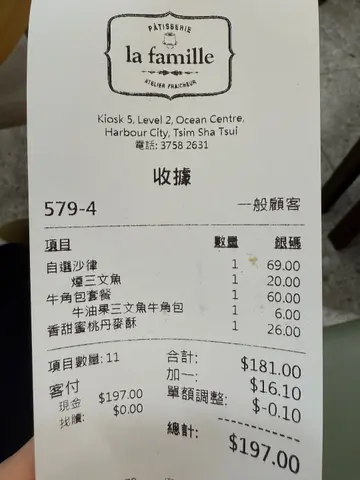 PÂTISSERIE
la famille
ATELIER FRAICHEUR
Kiosk 5, Level 2, Ocean Centre,
Harbour City, Tsim Sha Tsui
電話: 3758 2631
收據
579-4 一般顧客
項目 數量 銀碼
自選沙律 1 69.00
煙三文魚 1 20.00
牛角包套餐 1 60.00
牛油果三文魚牛角包 1 6.00
香甜蜜桃丹麥酥 1 26.00
項目數量: 11 合計: $181.00
客付 加一: $16.10
現金 $197.00 單額調整: $-0.10
找贖: $0.00
總計: $197.00